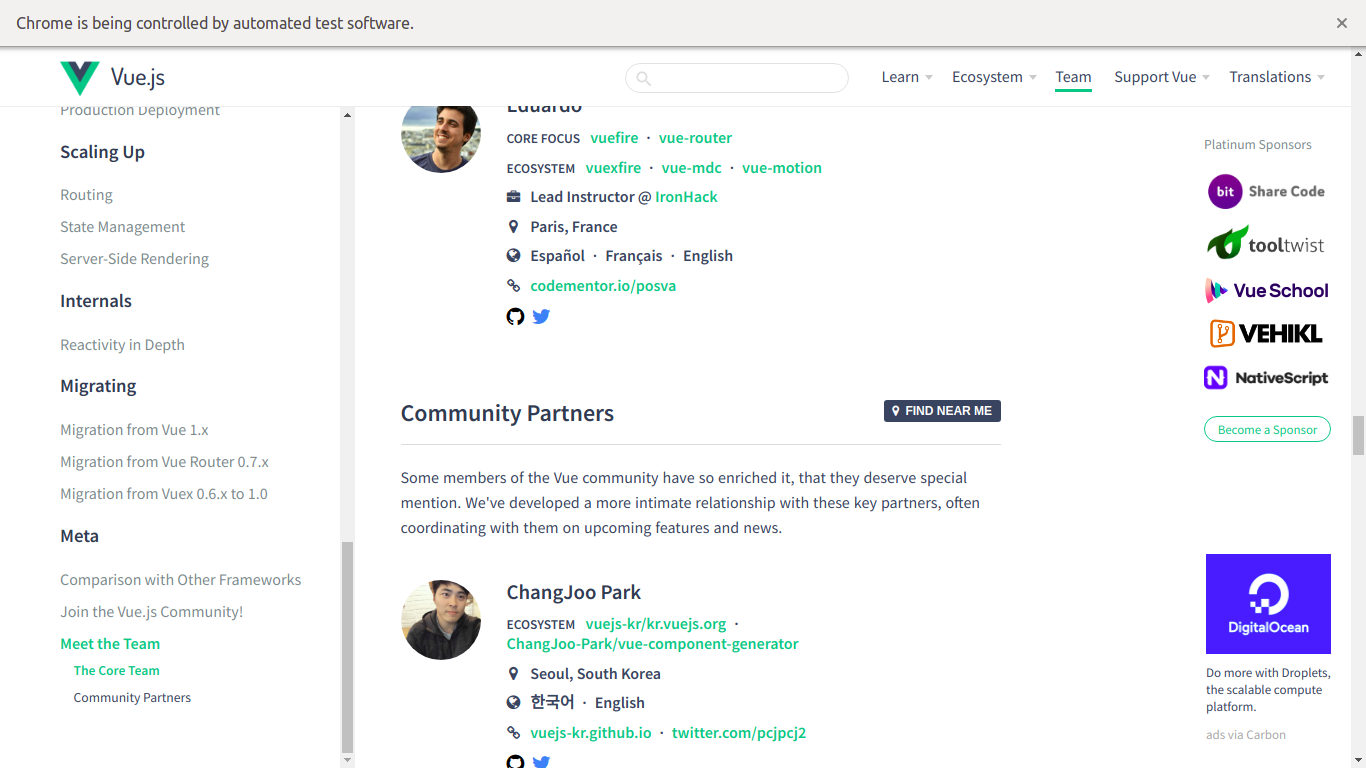 Chrome is being controlled by automated test software.
Vue.js
Learn
Ecosystem
Team
Support Vue
Translations
Production Deployment
Scaling Up
Routing
State Management
Server-Side Rendering
Internals
Reactivity in Depth
Migrating
Migration from Vue 1.x
Migration from Vue Router 0.7.x
Migration from Vuex 0.6.x to 1.0
Meta
Comparison with Other Frameworks
Join the Vue.js Community!
Meet the Team
The Core Team
Community Partners
Eduardo
CORE FOCUS vuefire · vue-router
ECOSYSTEM vuexfire · vue-mdc · vue-motion
Lead Instructor @ IronHack
Paris, France
Español · Français · English
codementor.io/posva
Community Partners
FIND NEAR ME
Some members of the Vue community have so enriched it, that they deserve special
mention. We've developed a more intimate relationship with these key partners, often
coordinating with them on upcoming features and news.
ChangJoo Park
ECOSYSTEM vuejs-kr/kr.vuejs.org ·
ChangJoo-Park/vue-component-generator
Seoul, South Korea
한국어 · English
vuejs-kr.github.io · twitter.com/pcjpcj2
Platinum Sponsors
bit Share Code
tooltwist
Vue School
VEHIKL
NativeScript
Become a Sponsor
DigitalOcean
Do more with Droplets,
the scalable compute
platform.
ads via Carbon